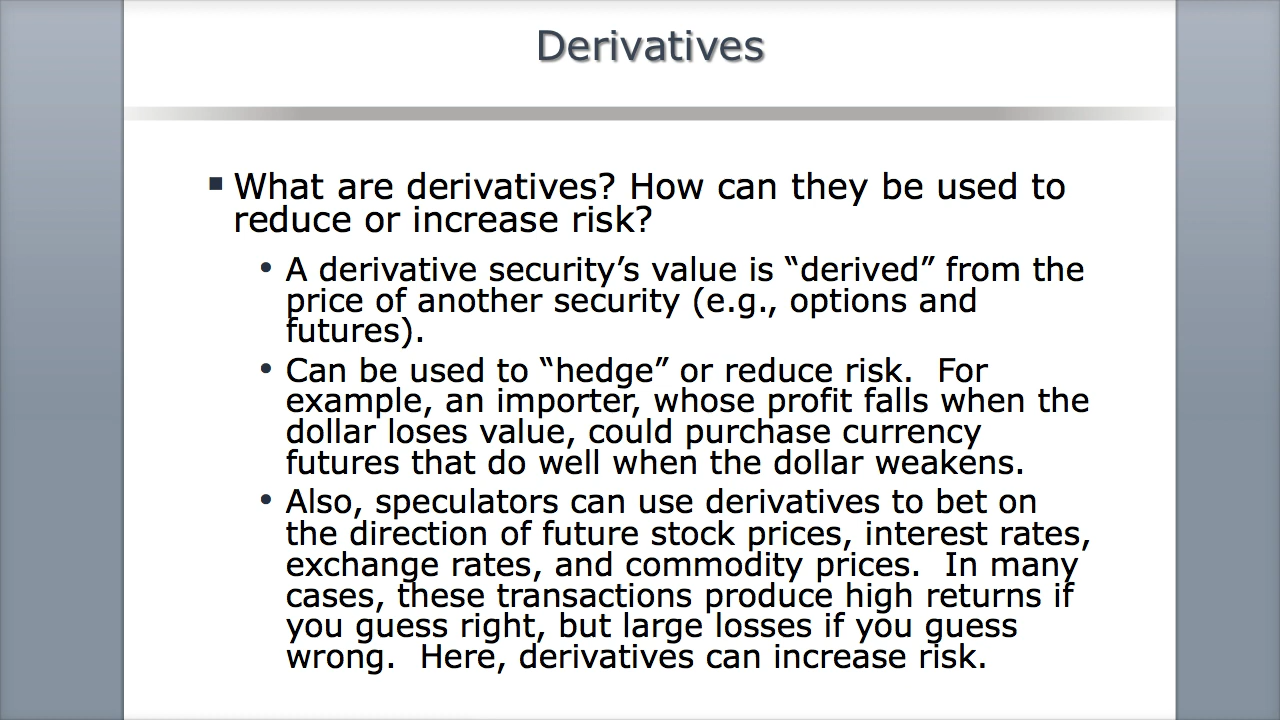 Derivatives
▪ What are derivatives? How can they be used to
reduce or increase risk?
• A derivative security’s value is “derived” from the
price of another security (e.g., options and
futures).
• Can be used to “hedge” or reduce risk.  For
example, an importer, whose profit falls when the
dollar loses value, could purchase currency
futures that do well when the dollar weakens.
• Also, speculators can use derivatives to bet on
the direction of future stock prices, interest rates,
exchange rates, and commodity prices.  In many
cases, these transactions produce high returns if
you guess right, but large losses if you guess
wrong.  Here, derivatives can increase risk.